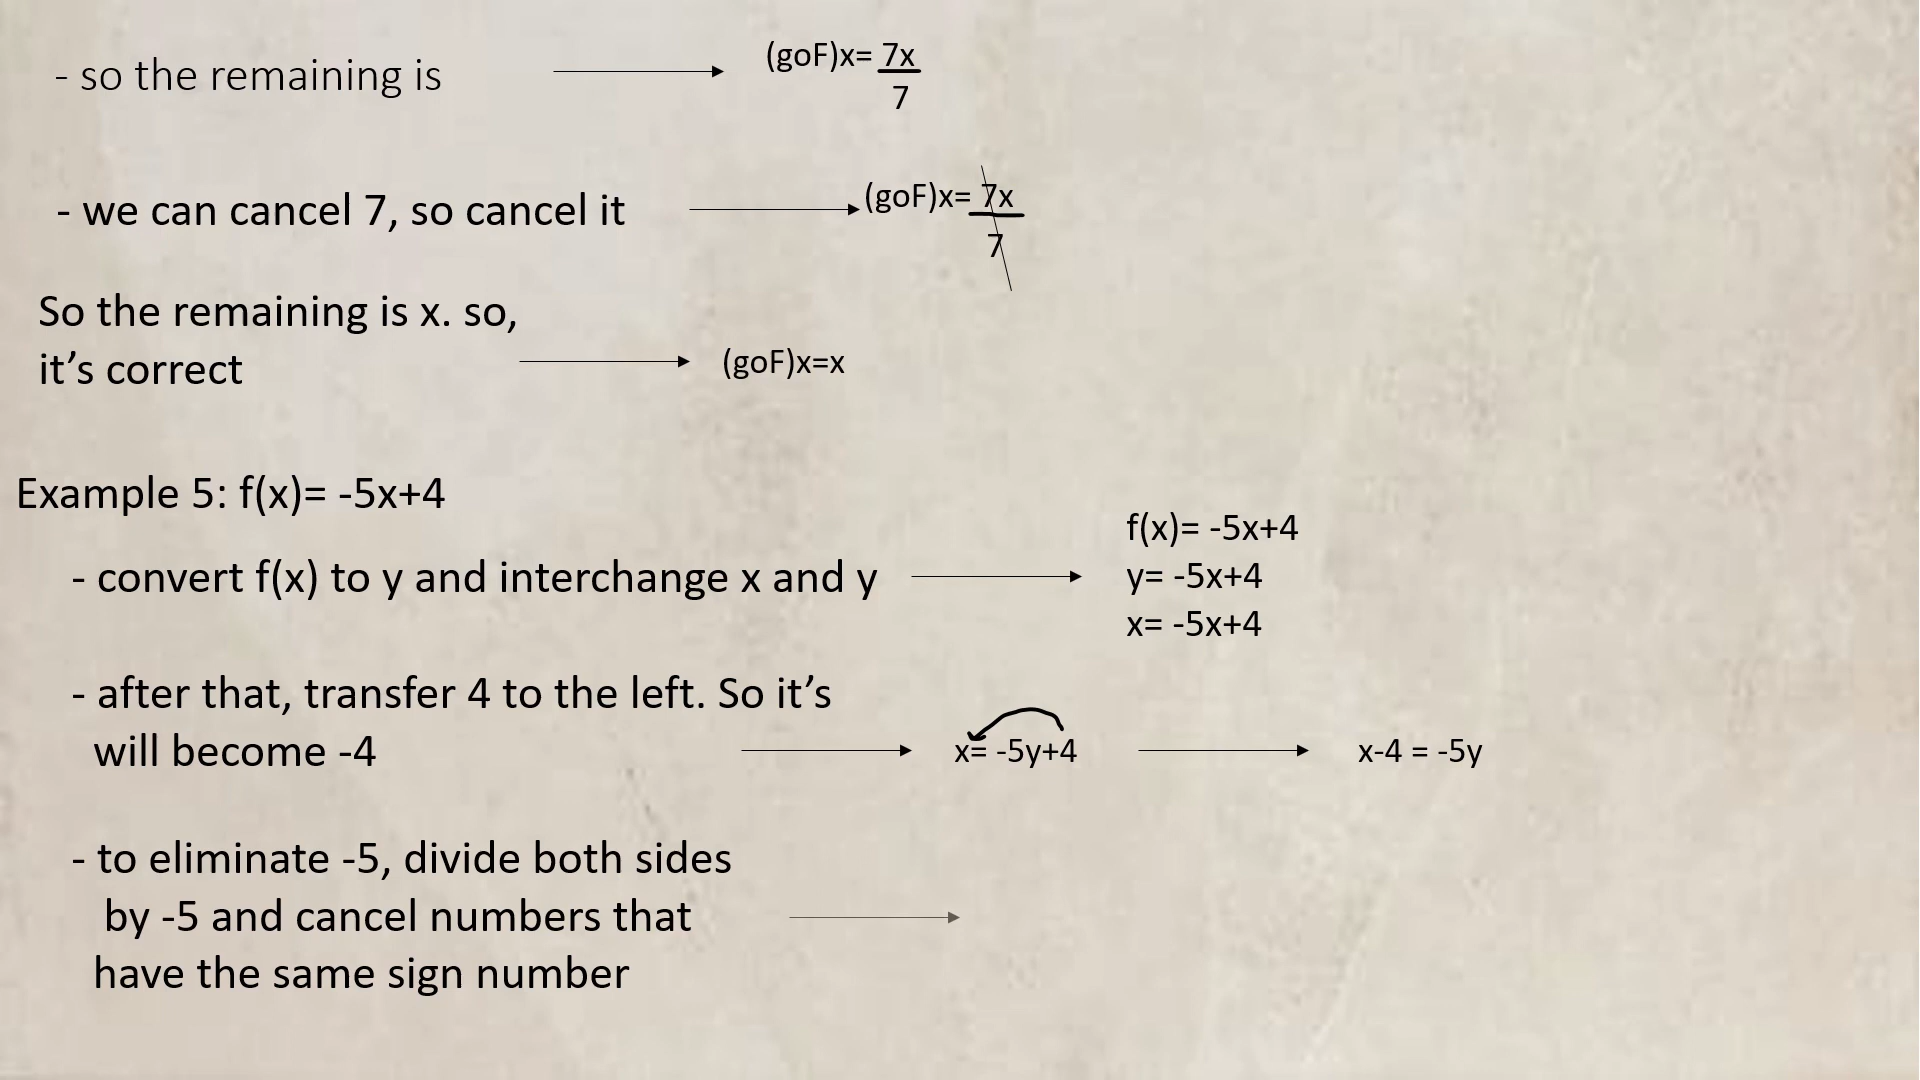 - so the remaining is
(goF)x= 7x
7
- we can cancel 7, so cancel it
(goF)x= 7x
7
So the remaining is x. so,
it’s correct
(goF)x=x
Example 5: f(x)= -5x+4
- convert f(x) to y and interchange x and y
f(x)= -5x+4
y= -5x+4
x= -5x+4
- after that, transfer 4 to the left. So it’s
will become -4
x= -5y+4
x-4 = -5y
- to eliminate -5, divide both sides
by -5 and cancel numbers that
have the same sign number